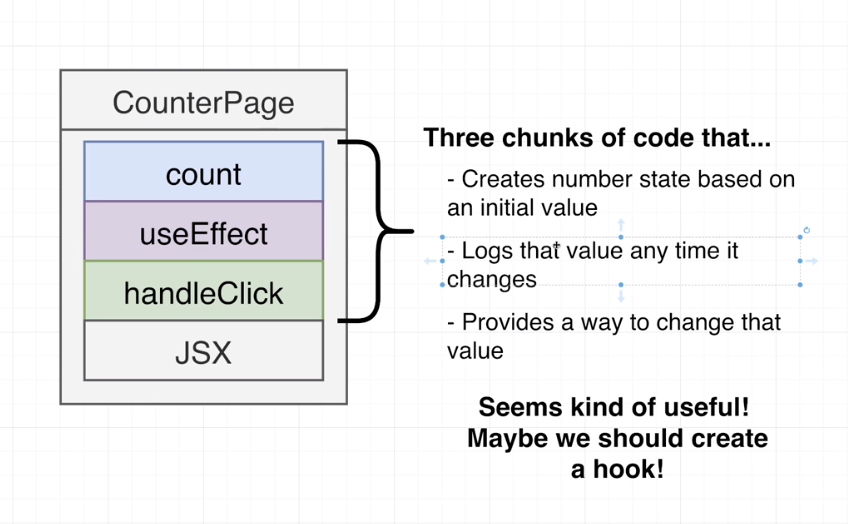 CounterPage
count
useEffect
handleClick
JSX
Three chunks of code that...
- Creates number state based on
an initial value
- Logs that value any time it
changes
- Provides a way to change that
value
Seems kind of useful!
Maybe we should create
a hook!